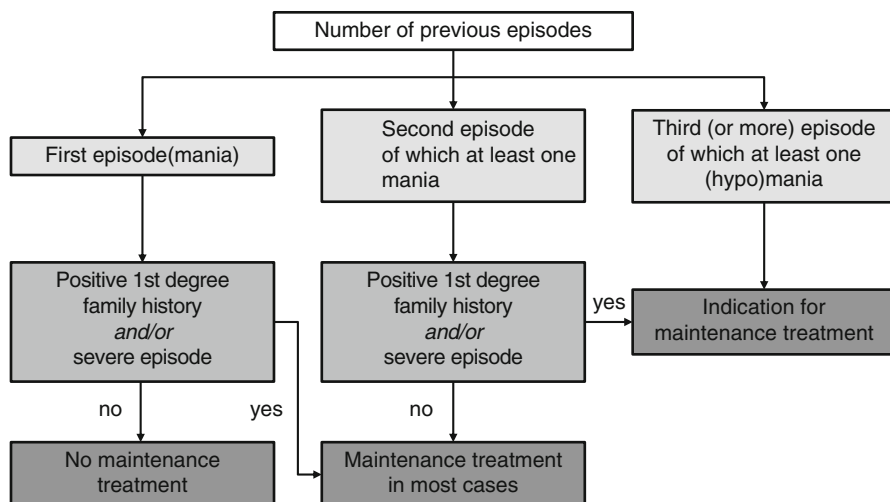 Number of previous episodes
First episode(mania)
Second episode
of which at least one
mania
Third (or more) episode
of which at least one
(hypo)mania
Positive 1st degree
family history
and/or
severe episode
Positive 1st degree
family history
and/or
severe episode
yes
Indication for
maintenance treatment
no
yes
no
No maintenance
treatment
Maintenance treatment
in most cases